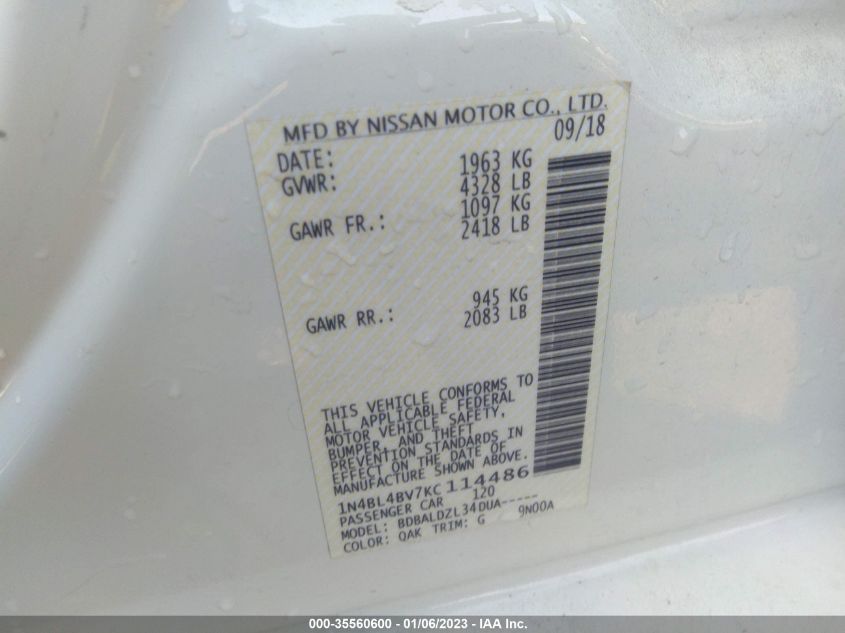 MFD BY NISSAN MOTOR CO., LTD.
DATE: 09/18
GVWR: 1963 KG
4328 LB
GAWR FR.: 1097 KG
2418 LB
GAWR RR.: 945 KG
2083 LB
THIS VEHICLE CONFORMS TO
ALL APPLICABLE FEDERAL
MOTOR VEHICLE SAFETY,
BUMPER, AND THEFT
PREVENTION STANDARDS IN
EFFECT ON THE DATE OF
MANUFACTURE SHOWN ABOVE.
1N4BL4BV7KC114486
PASSENGER CAR 120
MODEL: BDBALDZL34DUA-----
COLOR: QAK TRIM: G 9N00A
000-35560600 - 01/06/2023 - IAA Inc.